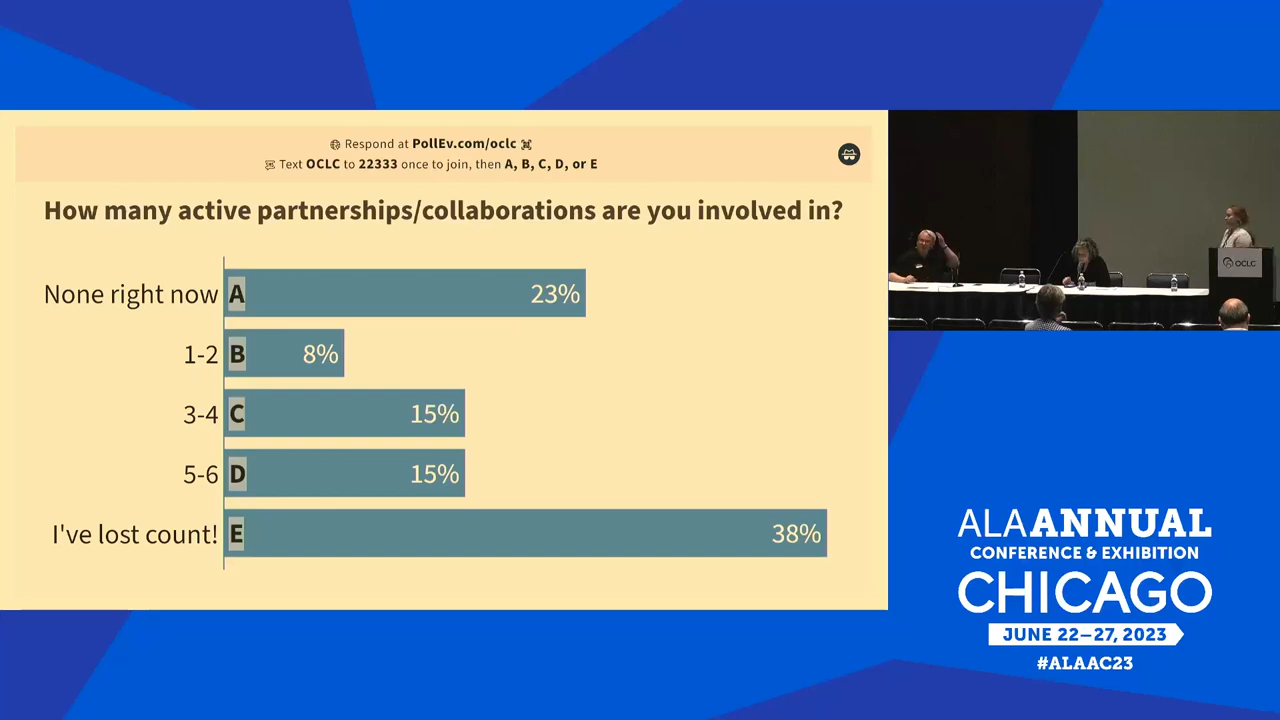 Respond at PollEv.com/oclc
Text OCLC to 22333 once to join, then A, B, C, D, or E
How many active partnerships/collaborations are you involved in?
None right now A 23%
1-2 B 8%
3-4 C 15%
5-6 D 15%
I've lost count! E 38%
OCLC
ALAANNUAL
CONFERENCE & EXHIBITION
CHICAGO
JUNE 22–27, 2023
#ALAAC23